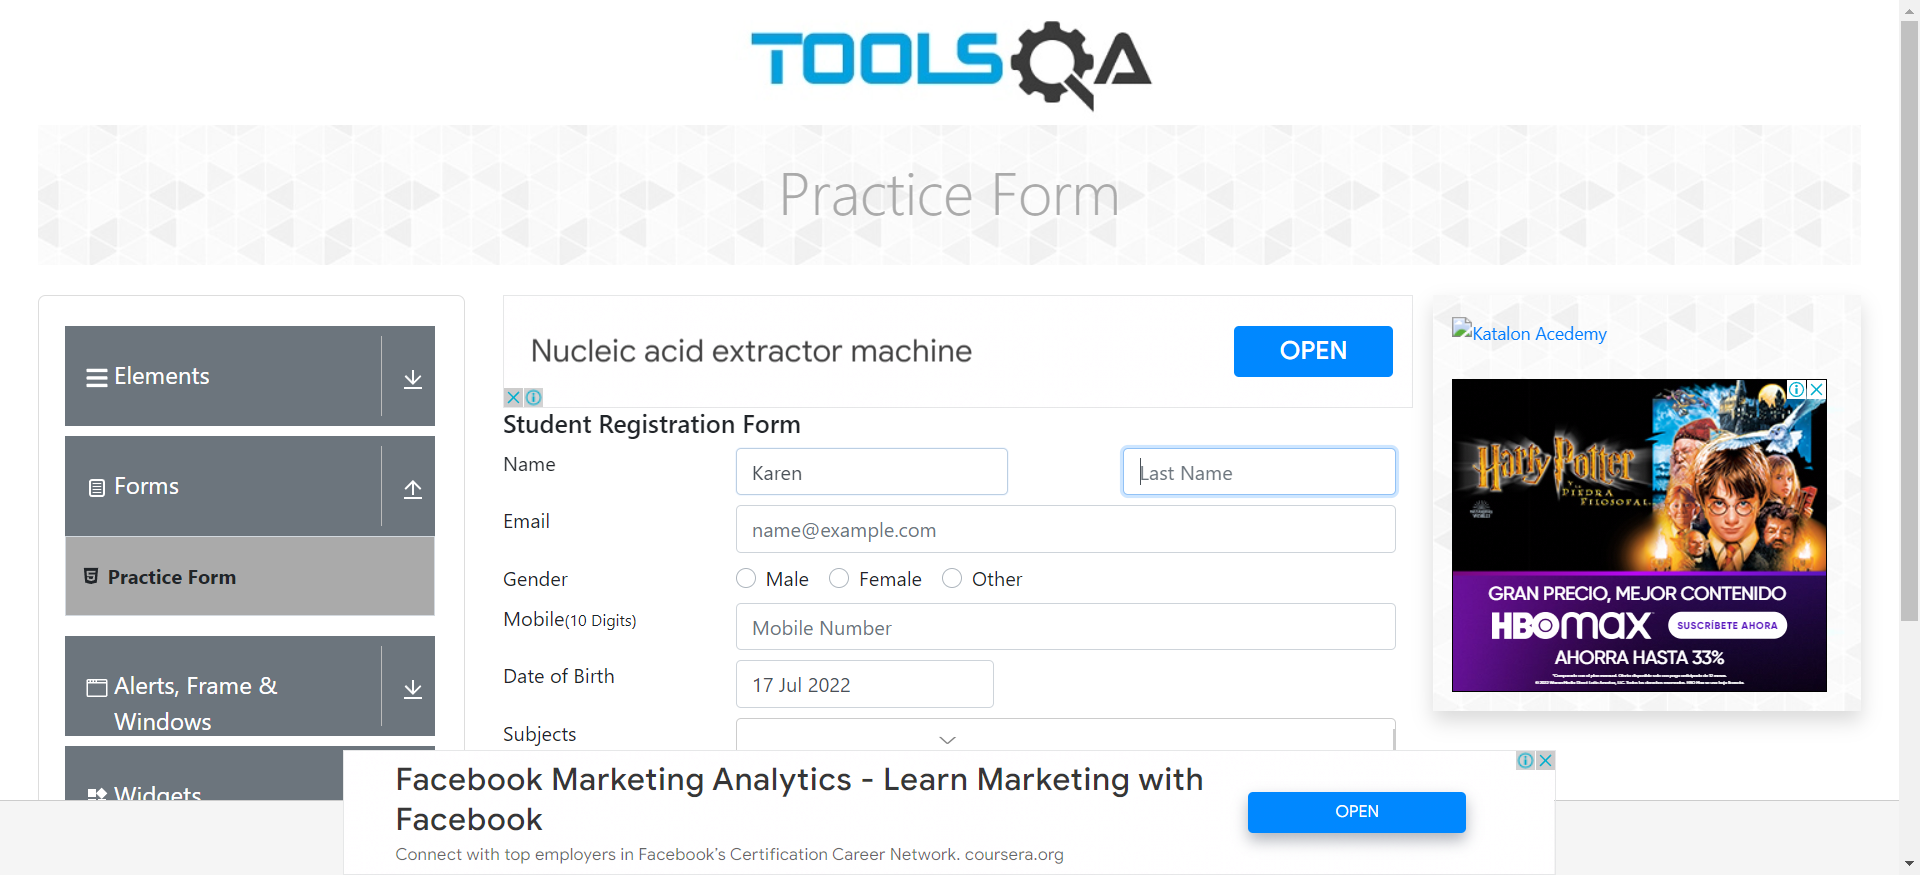 TOOLSQA
Practice Form
Elements
Forms
Practice Form
Alerts, Frame &
Windows
Widgets
Nucleic acid extractor machine
OPEN
Student Registration Form
Name
Karen
Last Name
Email
name@example.com
Gender
Male
Female
Other
Mobile(10 Digits)
Mobile Number
Date of Birth
17 Jul 2022
Subjects
Katalon Acedemy
Harry Potter
Y LA
PIEDRA
FILOSOFAL
GRAN PRECIO, MEJOR CONTENIDO
HBOMAX
SUSCRÍBETE AHORA
AHORRA HASTA 33%
Facebook Marketing Analytics - Learn Marketing with
Facebook
Connect with top employers in Facebook's Certification Career Network. coursera.org
OPEN